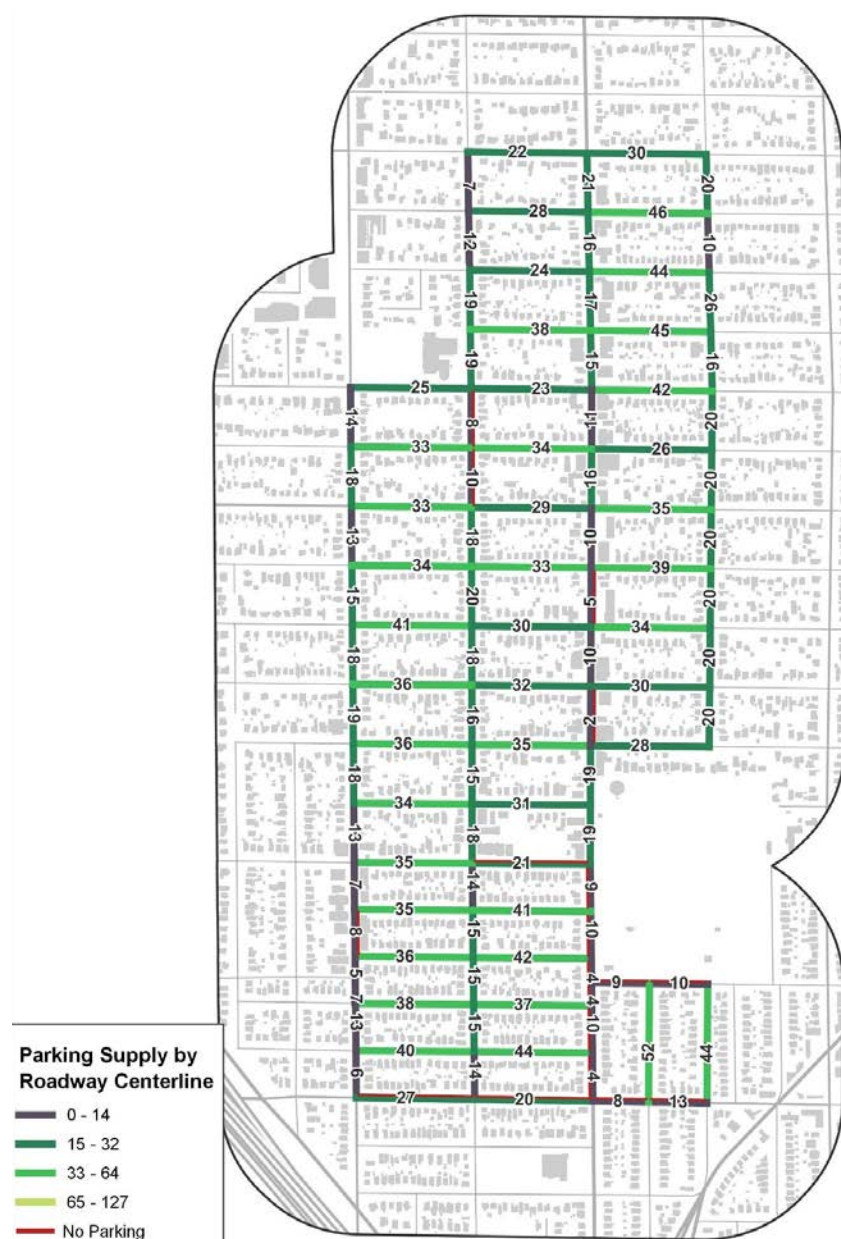 22 30
7 21 20
28 46
12 16 10
24 44
19 17 26
38 45
19 15 16
25 23 42
14 8 11 20
33 34 26
18 10 16 20
33 29 35
13 18 10 20
34 33 39
15 20 5 20
41 30 34
18 18 10 20
36 32 30
19 16 2 20
36 35 28
18 15 19
34 31
13 18 19
35 21
7 14 9
35 41
8 15 10
36 42
5 15 4 9 10
38 37
7 4
13 15 10 52 44
40 44
6 14 4
27 20 8 13
Parking Supply by
Roadway Centerline
0 - 14
15 - 32
33 - 64
65 - 127
No Parking